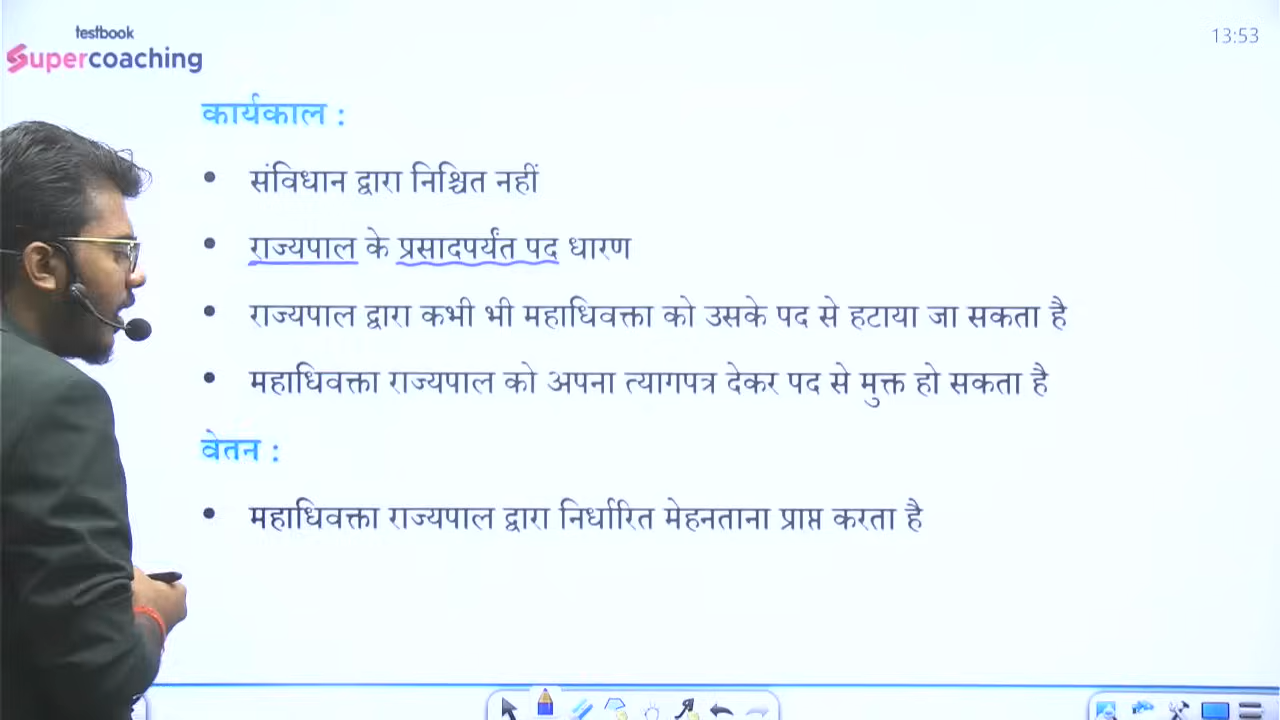 testbook
Supercoaching
13:53
कार्यकाल :
• संविधान द्वारा निश्चित नहीं
• राज्यपाल के प्रसादपर्यंत पद धारण
• राज्यपाल द्वारा कभी भी महाधिवक्ता को उसके पद से हटाया जा सकता है
• महाधिवक्ता राज्यपाल को अपना त्यागपत्र देकर पद से मुक्त हो सकता है
वेतन :
• महाधिवक्ता राज्यपाल द्वारा निर्धारित मेहनताना प्राप्त करता है